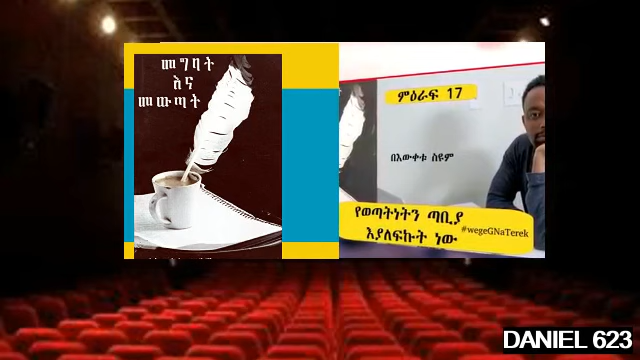 መግባት
እና
መውጣት
ምዕራፍ 17
በእውቀቱ ስዩም
የወጣትነትን ጣቢያ
እያለፍኩት ነው
#wegeGNaTerek
DANIEL 623